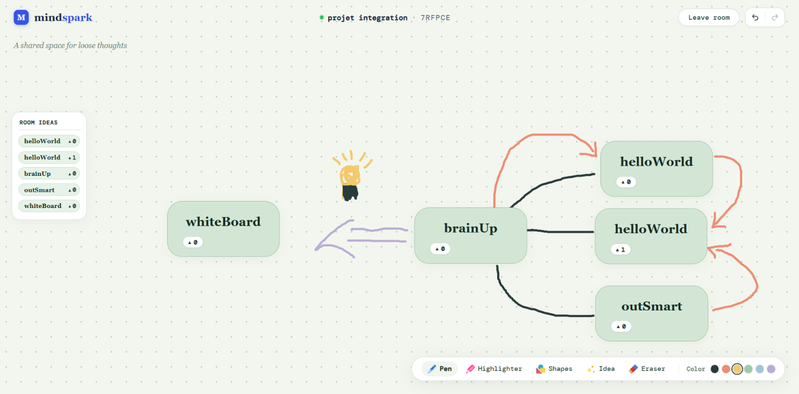 M mindspark
projet integration · 7RFPCE
Leave room
A shared space for loose thoughts
ROOM IDEAS
helloWorld ▲0
helloWorld ▲1
brainUp ▲0
outSmart ▲0
whiteBoard ▲0
whiteBoard
▲0
brainUp
▲0
helloWorld
▲0
helloWorld
▲1
outSmart
▲0
Pen Highlighter Shapes Idea Eraser Color